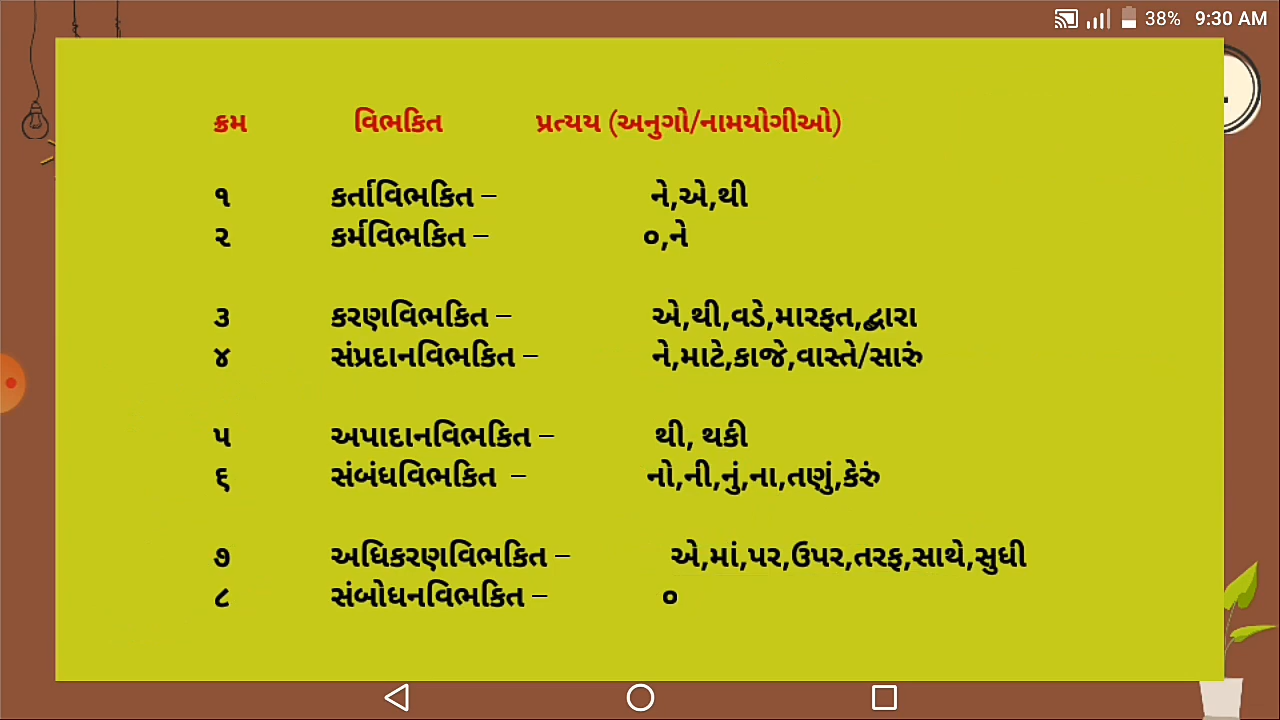 38% 9:30 AM
ક્રમ વિભકિત પ્રત્યય (અનુગો/નામયોગીઓ)
૧ કર્તાવિભકિત – ને,એ,થી
૨ કર્મવિભકિત – ૦,ને
૩ કરણવિભકિત – એ,થી,વડે,મારફત,દ્વારા
૪ સંપ્રદાનવિભકિત – ને,માટે,કાજે,વાસ્તે/સારું
૫ અપાદાનવિભકિત – થી, થકી
૬ સંબંધવિભકિત – નો,ની,નું,ના,તણું,કેરું
૭ અધિકરણવિભકિત – એ,માં,પર,ઉપર,તરફ,સાથે,સુધી
૮ સંબોધનવિભકિત – ૦